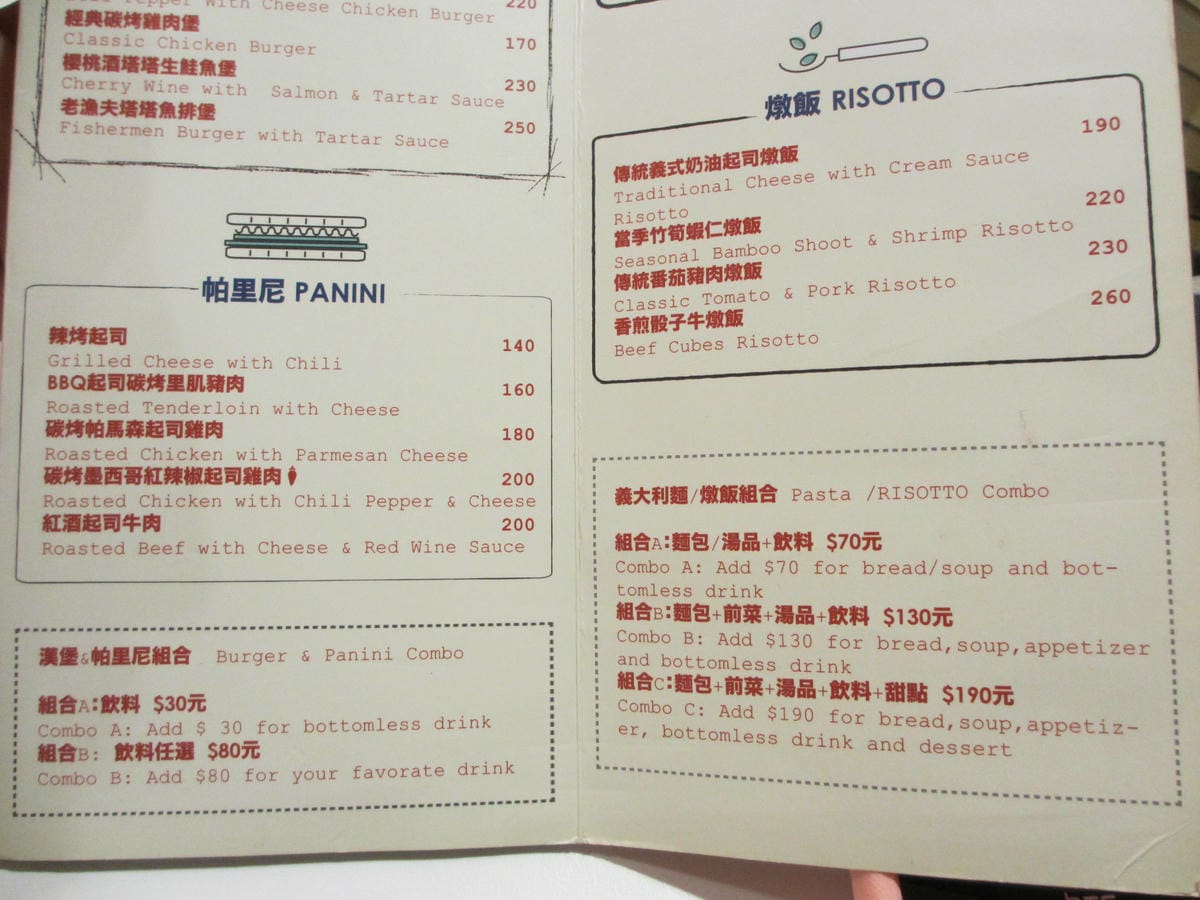 Pepper with Cheese Chicken Burger 220
經典碳烤雞肉堡
Classic Chicken Burger 170
櫻桃酒塔塔生鮭魚堡
Cherry Wine with Salmon & Tartar Sauce 230
老漁夫塔塔魚排堡
Fishermen Burger with Tartar Sauce 250
帕里尼 PANINI
辣烤起司
Grilled Cheese with Chili 140
BBQ起司碳烤里肌豬肉
Roasted Tenderloin with Cheese 160
碳烤帕馬森起司雞肉
Roasted Chicken with Parmesan Cheese 180
碳烤墨西哥紅辣椒起司雞肉
Roasted Chicken with Chili Pepper & Cheese 200
紅酒起司牛肉
Roasted Beef with Cheese & Red Wine Sauce 200
漢堡&帕里尼組合 Burger & Panini Combo
組合A:飲料 $30元
Combo A: Add $ 30 for bottomless drink
組合B: 飲料任選 $80元
Combo B: Add $80 for your favorate drink
燉飯 RISOTTO
傳統義式奶油起司燉飯 190
Traditional Cheese with Cream Sauce
Risotto
當季竹筍蝦仁燉飯 220
Seasonal Bamboo Shoot & Shrimp Risotto
傳統番茄豬肉燉飯 230
Classic Tomato & Pork Risotto
香煎骰子牛燉飯 260
Beef Cubes Risotto
義大利麵/燉飯組合 Pasta /RISOTTO Combo
組合A:麵包/湯品+飲料 $70元
Combo A: Add $70 for bread/soup and bot-
tomless drink
組合B:麵包+前菜+湯品+飲料 $130元
Combo B: Add $130 for bread,soup,appetizer
and bottomless drink
組合C:麵包+前菜+湯品+飲料+甜點 $190元
Combo C: Add $190 for bread,soup,appetiz-
er, bottomless drink and dessert